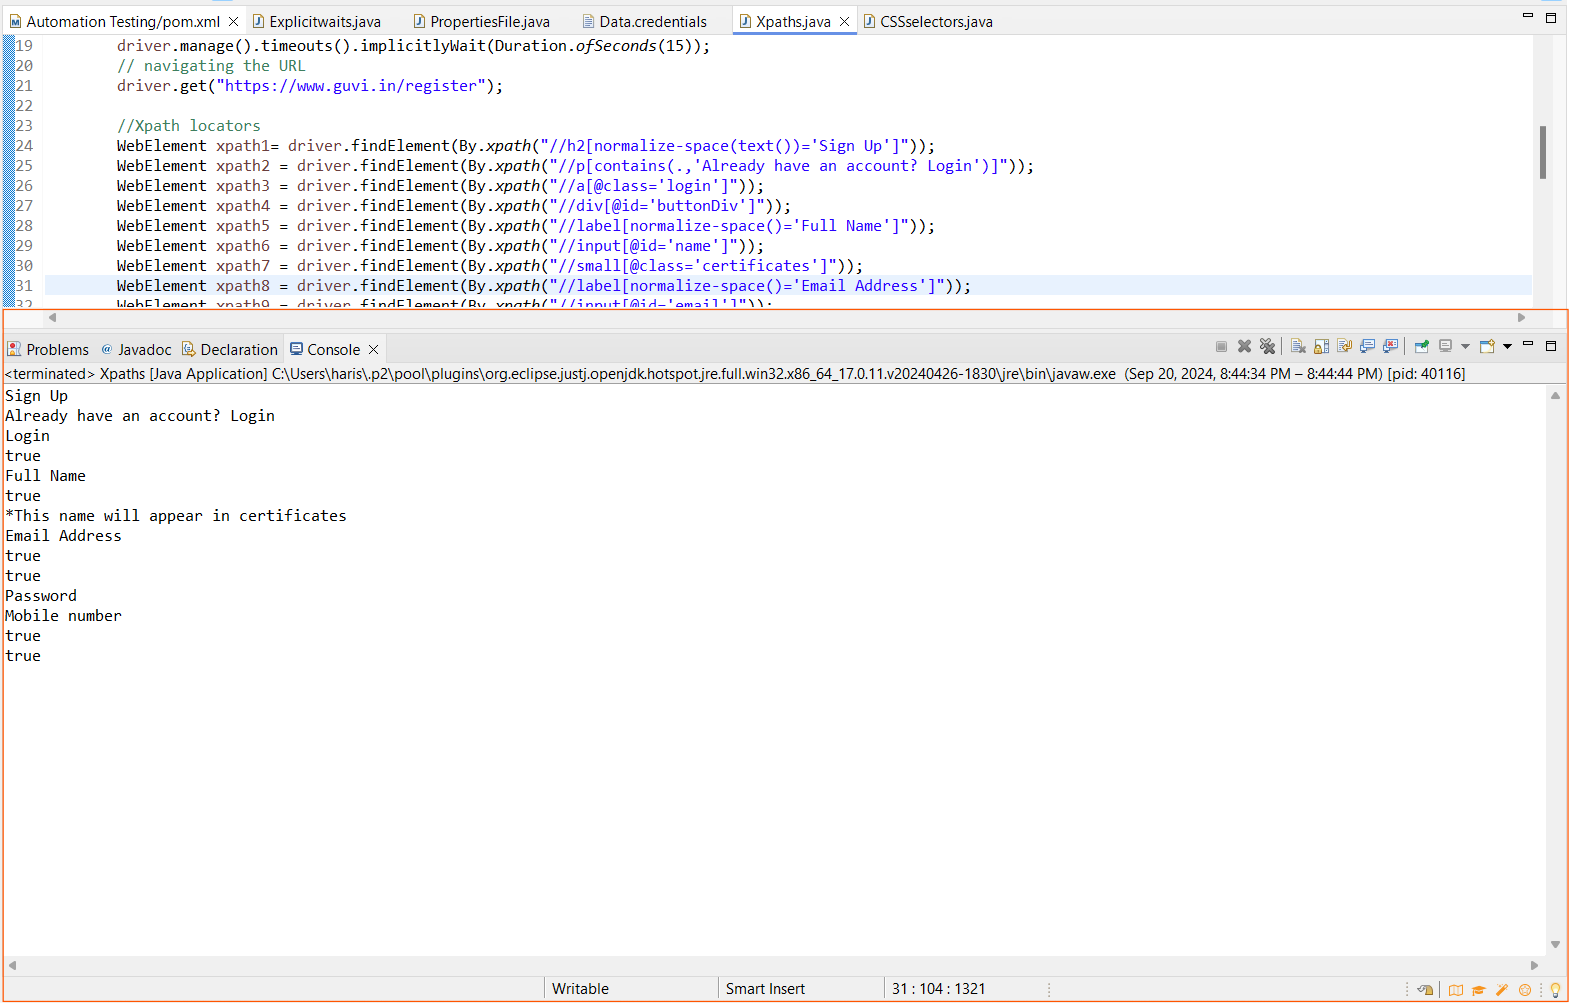 Automation Testing/pom.xml
Explicitwaits.java
PropertiesFile.java
Data.credentials
Xpaths.java
CSSselectors.java
19 driver.manage().timeouts().implicitlyWait(Duration.ofSeconds(15));
20 // navigating the URL
21 driver.get("https://www.guvi.in/register");
22
23 //Xpath locators
24 WebElement xpath1= driver.findElement(By.xpath("//h2[normalize-space(text())='Sign Up']"));
25 WebElement xpath2 = driver.findElement(By.xpath("//p[contains(.,'Already have an account? Login')]"));
26 WebElement xpath3 = driver.findElement(By.xpath("//a[@class='login']"));
27 WebElement xpath4 = driver.findElement(By.xpath("//div[@id='buttonDiv']"));
28 WebElement xpath5 = driver.findElement(By.xpath("//label[normalize-space()='Full Name']"));
29 WebElement xpath6 = driver.findElement(By.xpath("//input[@id='name']"));
30 WebElement xpath7 = driver.findElement(By.xpath("//small[@class='certificates']"));
31 WebElement xpath8 = driver.findElement(By.xpath("//label[normalize-space()='Email Address']"));
32 WebElement xpath9 = driver.findElement(By.xpath("//input[@id='email']"));
Problems @ Javadoc Declaration Console
<terminated> Xpaths [Java Application] C:\Users\haris\.p2\pool\plugins\org.eclipse.justj.openjdk.hotspot.jre.full.win32.x86_64_17.0.11.v20240426-1830\jre\bin\javaw.exe (Sep 20, 2024, 8:44:34 PM – 8:44:44 PM) [pid: 40116]
Sign Up
Already have an account? Login
Login
true
Full Name
true
*This name will appear in certificates
Email Address
true
true
Password
Mobile number
true
true
Writable
Smart Insert
31 : 104 : 1321